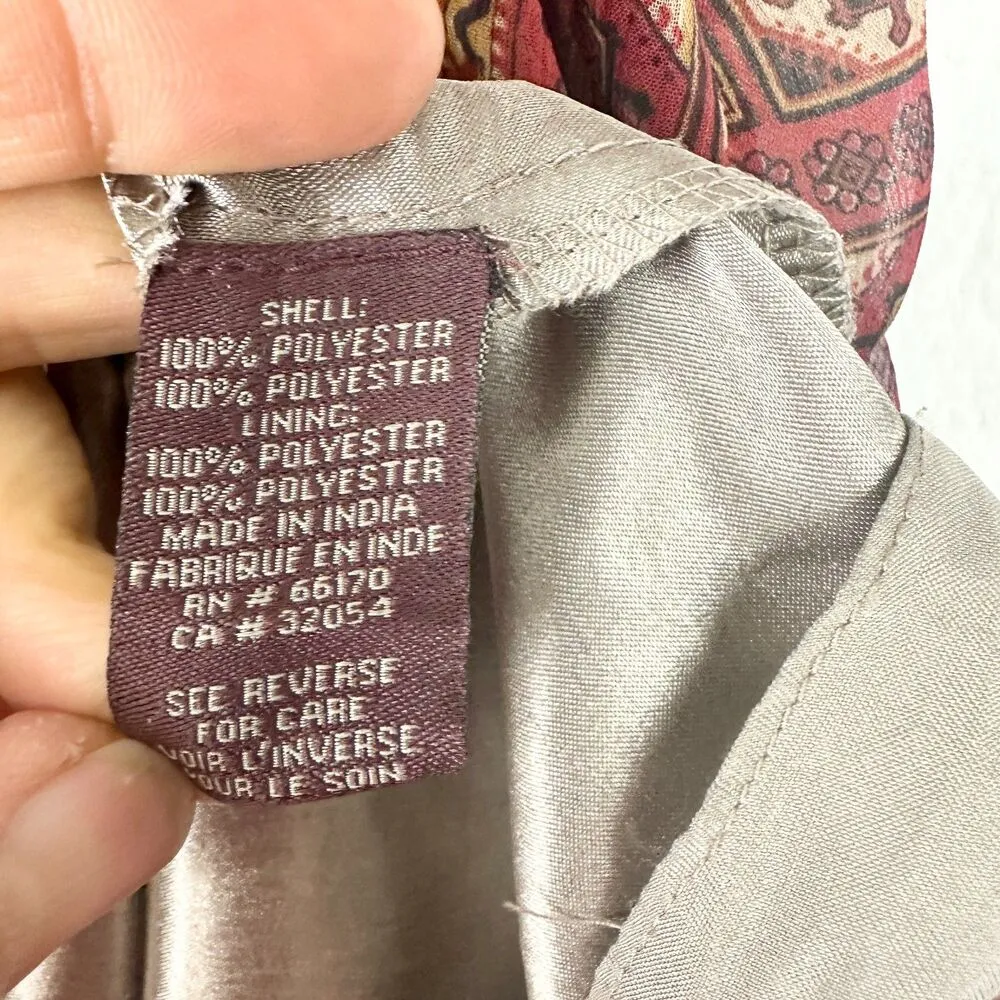 SHELL:
100% POLYESTER
100% POLYESTER
LINING:
100% POLYESTER
100% POLYESTER
MADE IN INDIA
FABRIQUE EN INDE
RN # 66170
CA # 32054
SEE REVERSE
FOR CARE
VOIR L'INVERSE
POUR LE SOIN